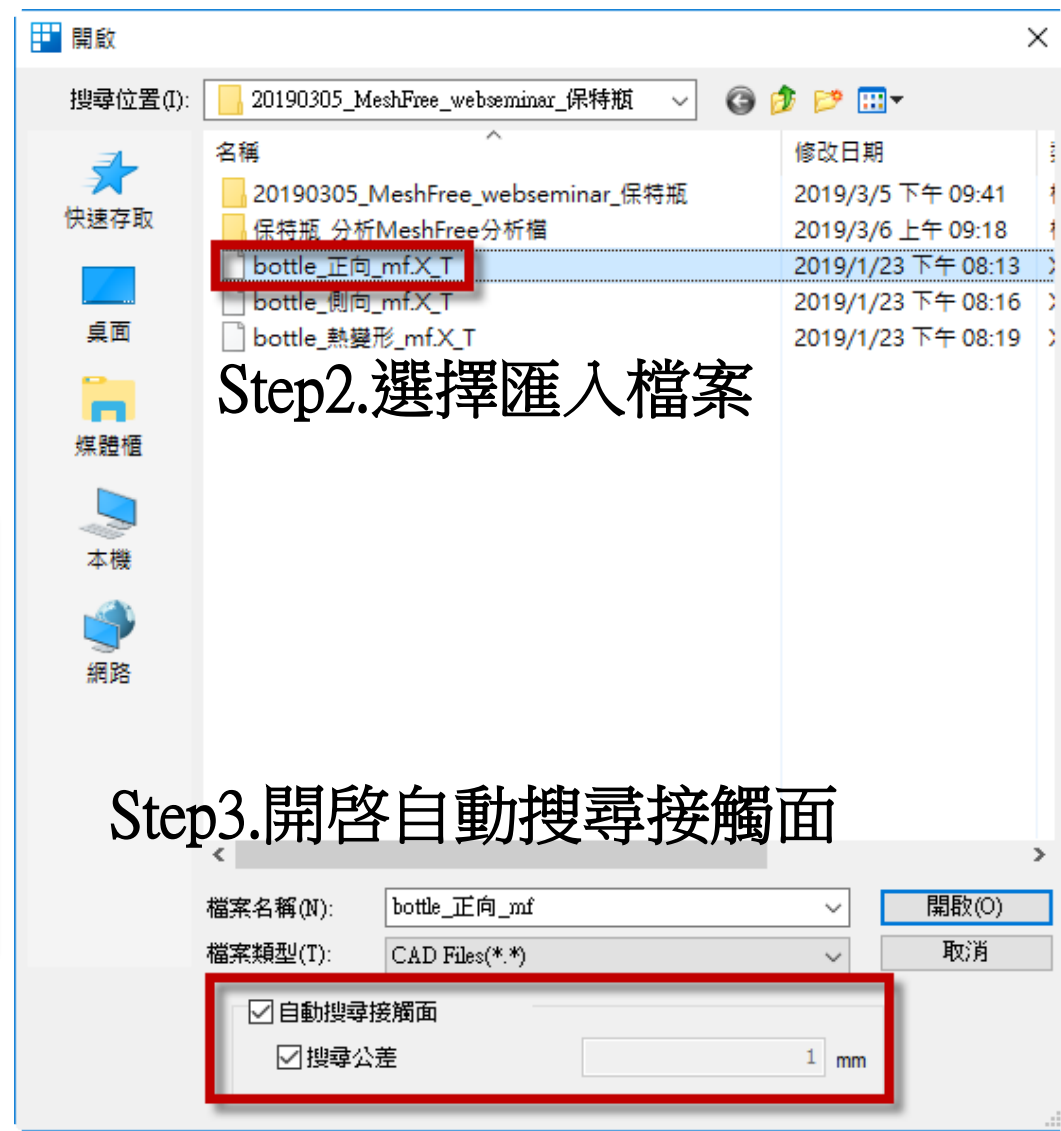 開啟
搜尋位置(I): 20190305_MeshFree_webseminar_保特瓶
名稱 修改日期
20190305_MeshFree_webseminar_保特瓶 2019/3/5 下午 09:41
保特瓶_分析MeshFree分析檔 2019/3/6 上午 09:18
bottle_正向_mf.X_T 2019/1/23 下午 08:13
bottle_側向_mf.X_T 2019/1/23 下午 08:16
bottle_熱變形_mf.X_T 2019/1/23 下午 08:19
快速存取
桌面
媒體櫃
本機
網路
Step2.選擇匯入檔案
Step3.開啓自動搜尋接觸面
檔案名稱(N): bottle_正向_mf 開啟(O)
檔案類型(T): CAD Files(*.*) 取消
自動搜尋接觸面
搜尋公差 1 mm